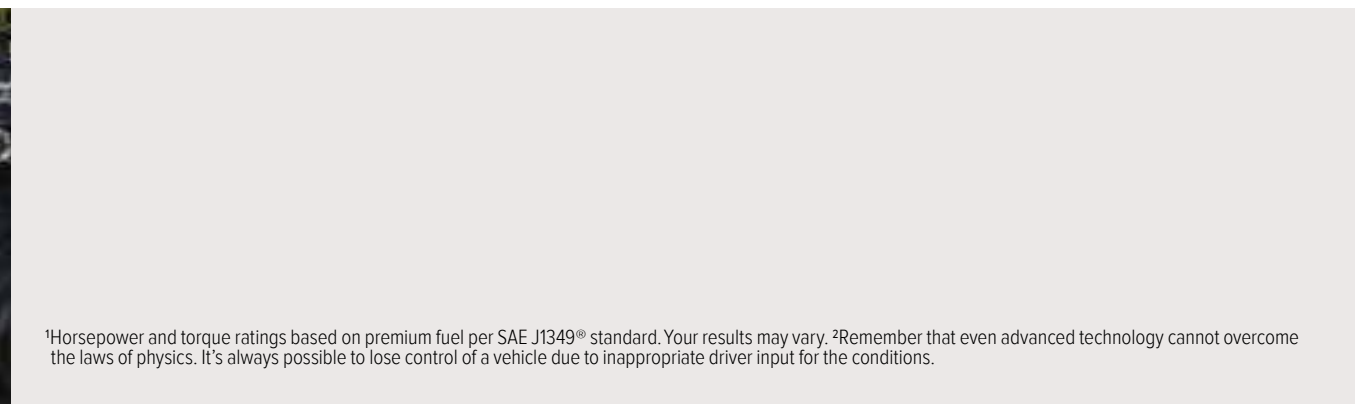 ¹Horsepower and torque ratings based on premium fuel per SAE J1349® standard. Your results may vary. ²Remember that even advanced technology cannot overcome
the laws of physics. It’s always possible to lose control of a vehicle due to inappropriate driver input for the conditions.